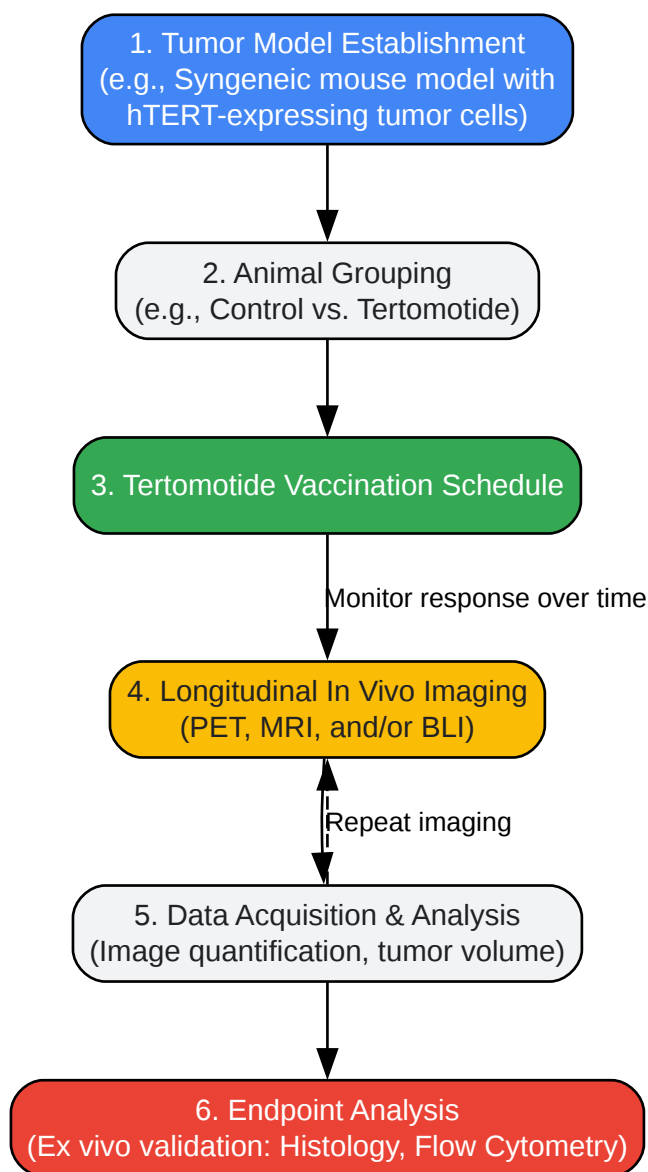 1. Tumor Model Establishment
(e.g., Syngeneic mouse model with
hTERT-expressing tumor cells)
2. Animal Grouping
(e.g., Control vs. Tertomotide)
3. Tertomotide Vaccination Schedule
Monitor response over time
4. Longitudinal In Vivo Imaging
(PET, MRI, and/or BLI)
Repeat imaging
5. Data Acquisition & Analysis
(Image quantification, tumor volume)
6. Endpoint Analysis
(Ex vivo validation: Histology, Flow Cytometry)